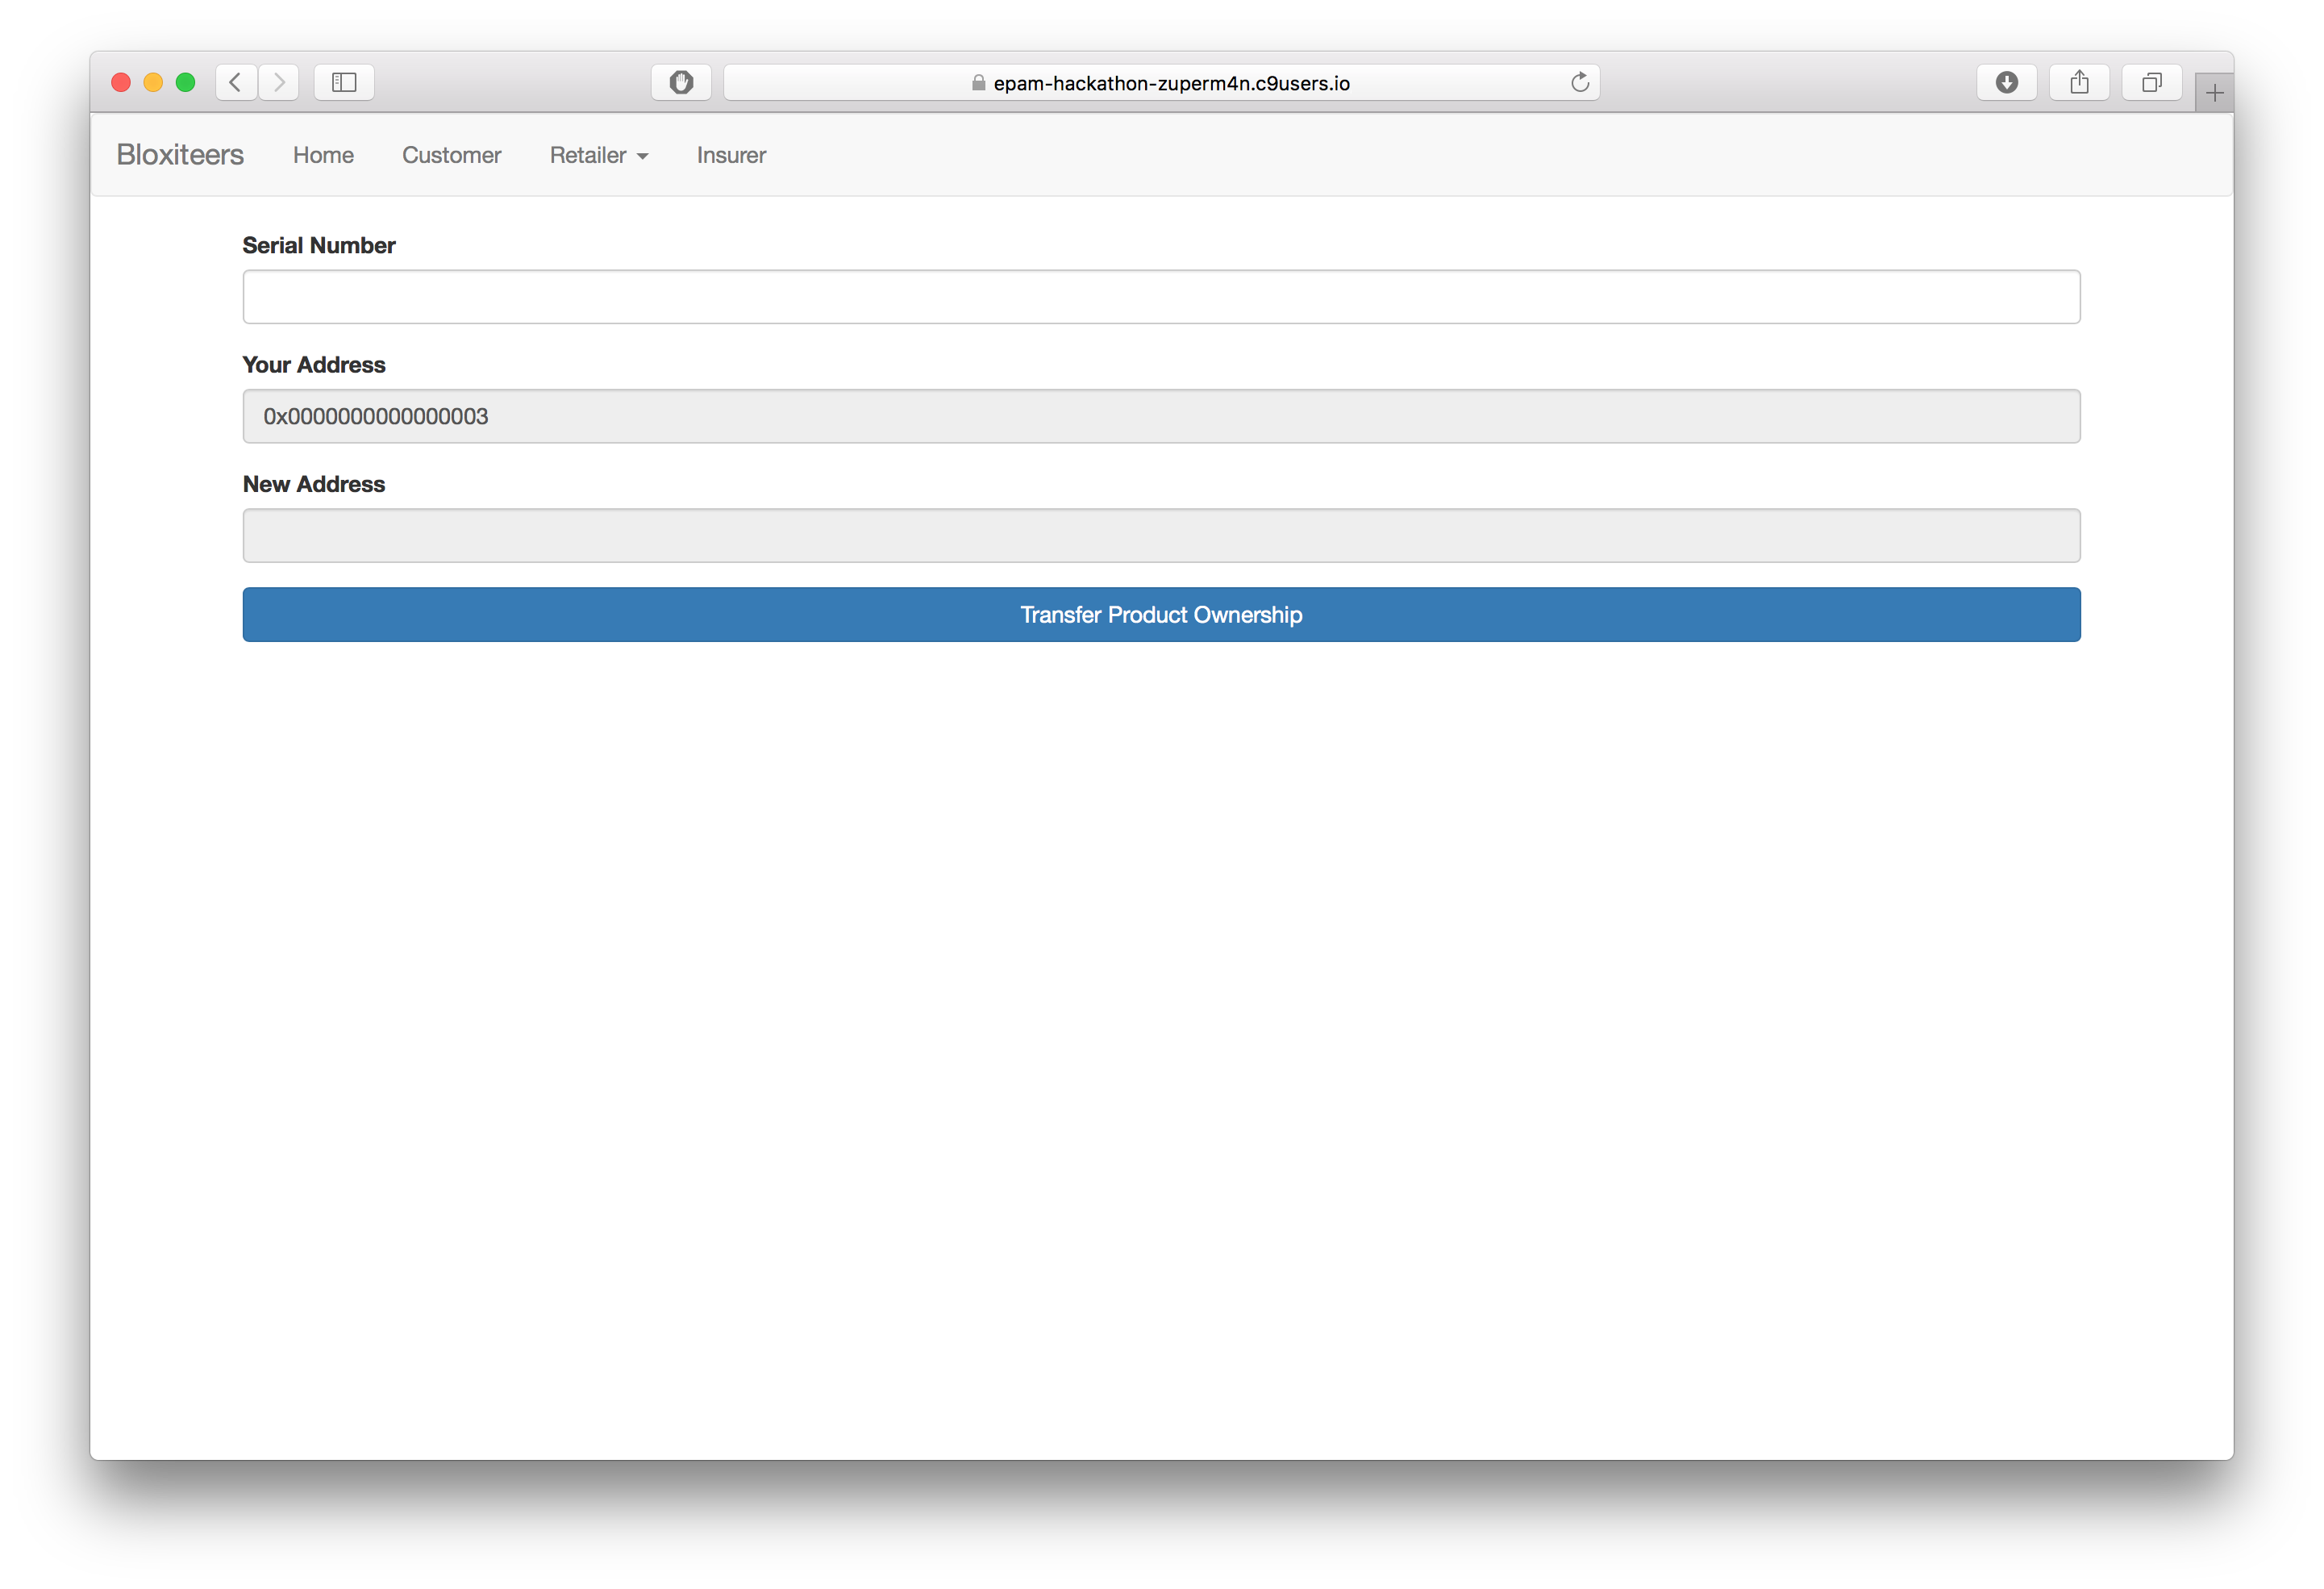 epam-hackathon-zuperm4n.c9users.io
Bloxiteers Home Customer Retailer Insurer
Serial Number
Your Address
0x0000000000000003
New Address
Transfer Product Ownership